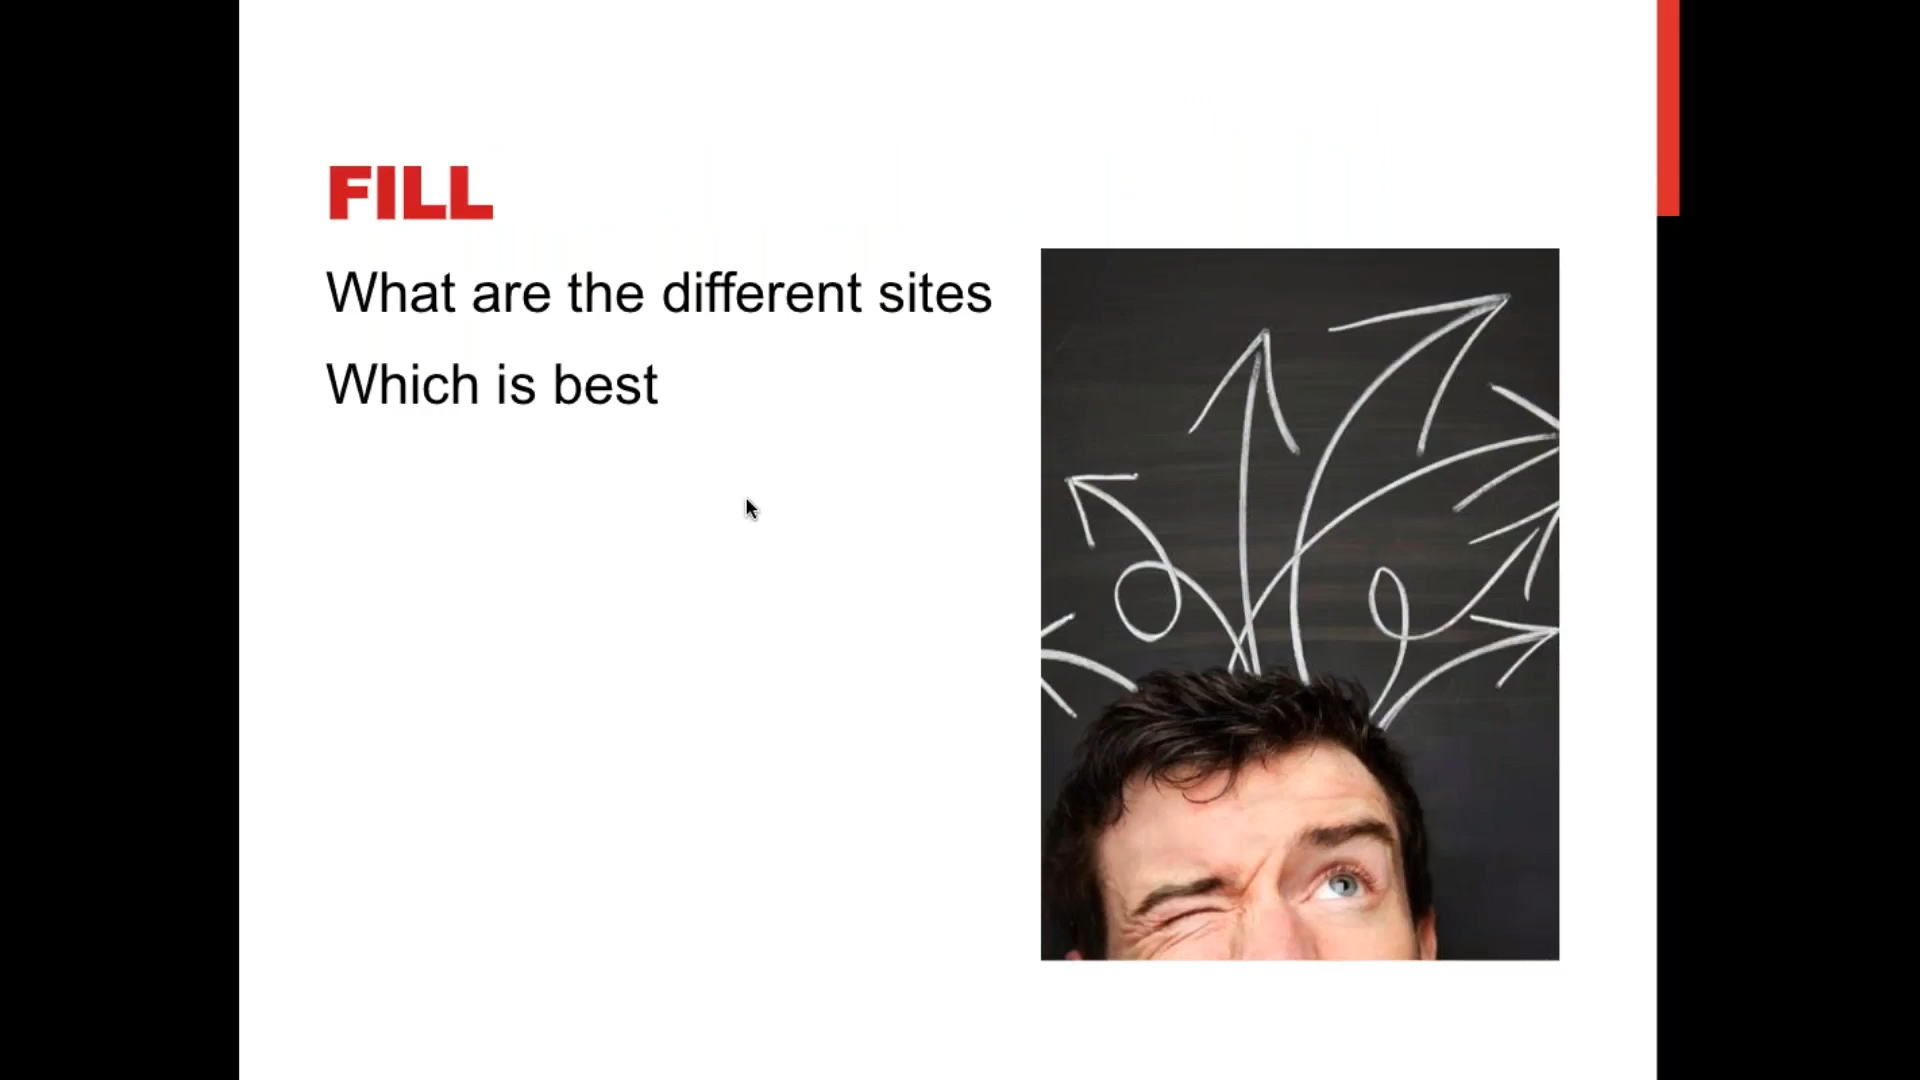 FILL
What are the different sites
Which is best